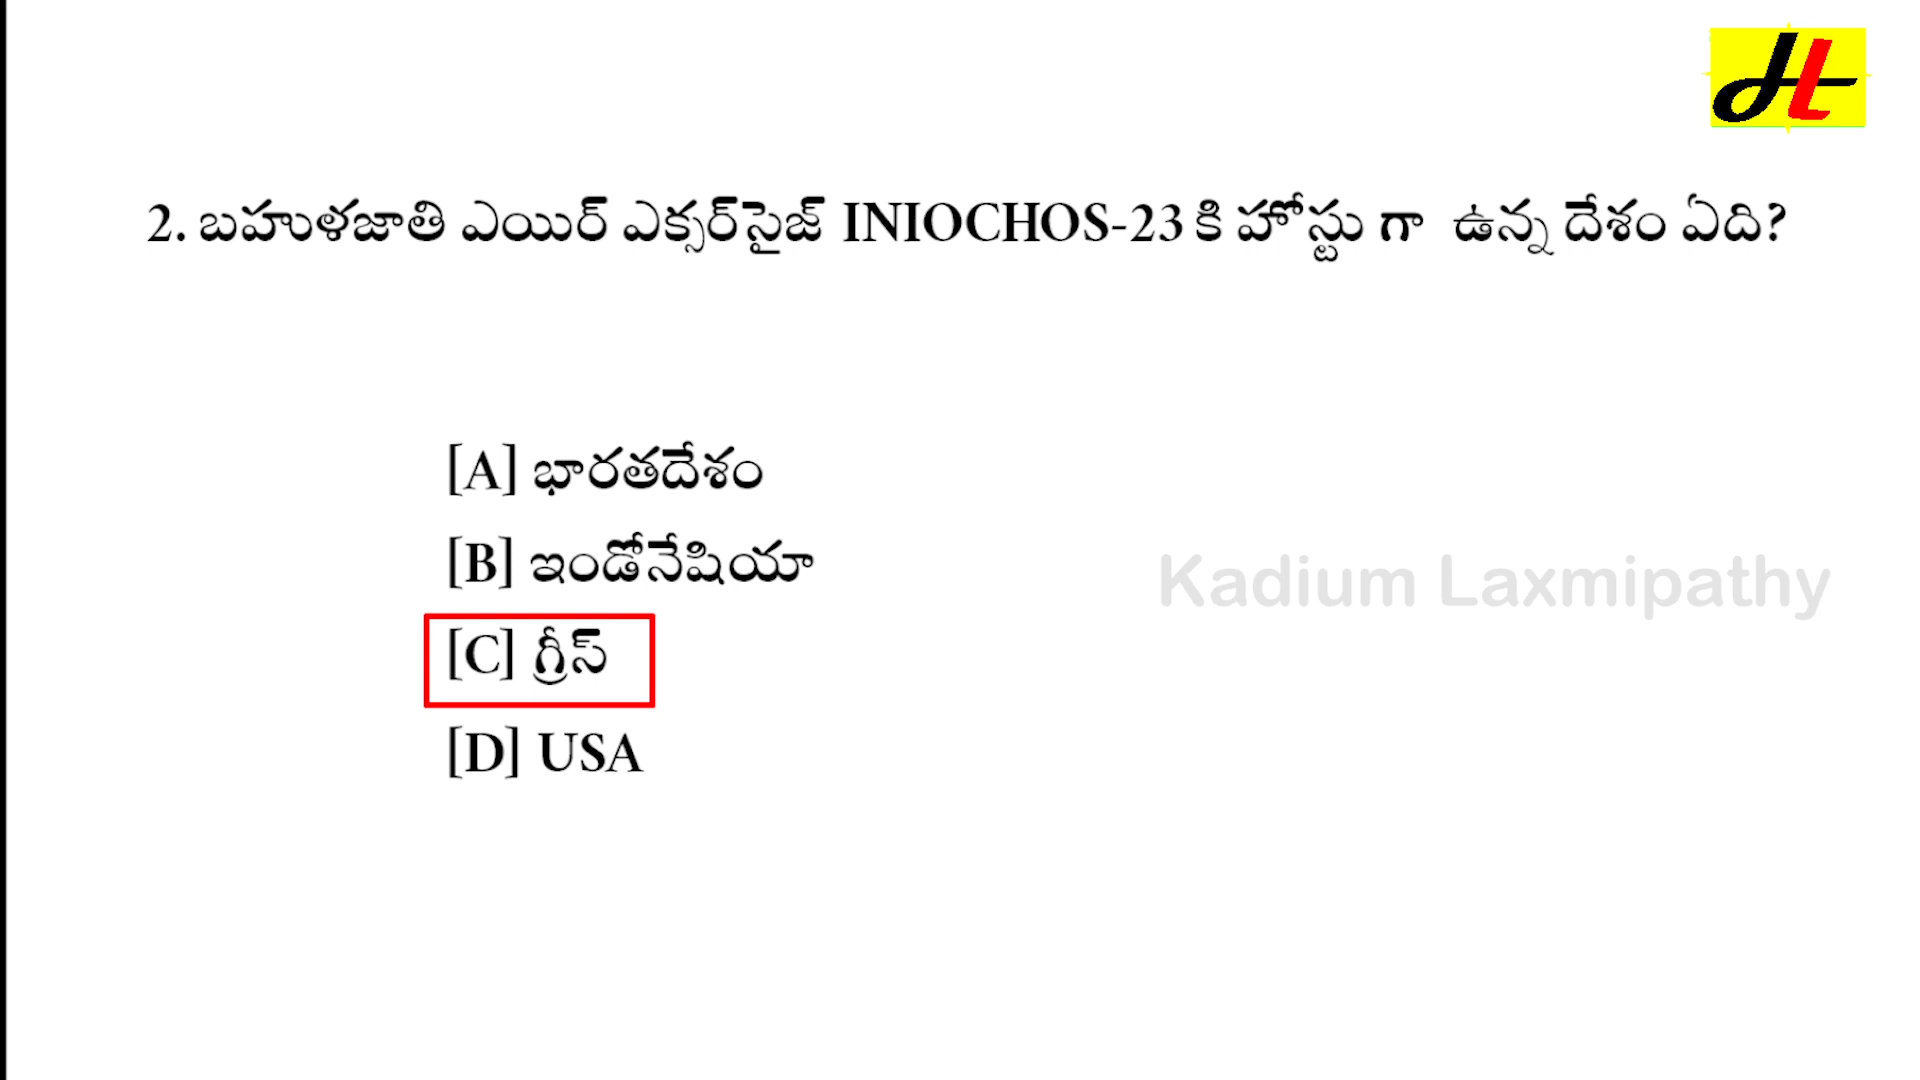 2. బహుళజాతి ఎయిర్ ఎక్సర్‌సైజ్ INIOCHOS-23 కి హోస్టు గా ఉన్న దేశం ఏది?
[A] భారతదేశం
[B] ఇండోనేషియా
Kadium Laxmipathy
[C] గ్రీస్
[D] USA